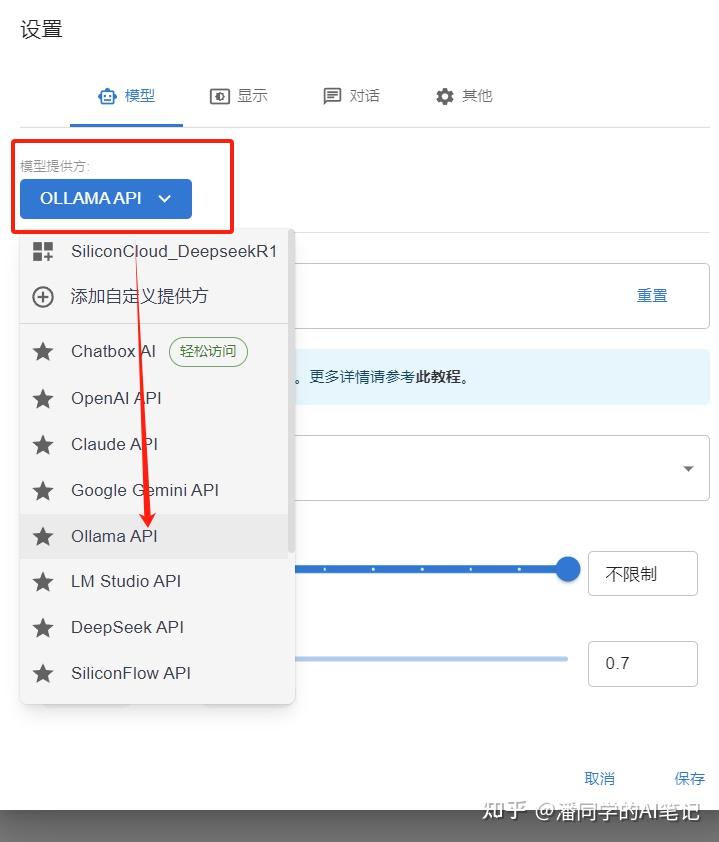 设置
模型
显示
对话
其他
模型提供方:
OLLAMA API
SiliconCloud_DeepseekR1
添加自定义提供方
重置
Chatbox AI 轻松访问
。更多详情请参考此教程。
OpenAI API
Claude API
Google Gemini API
Ollama API
LM Studio API
不限制
DeepSeek API
SiliconFlow API
0.7
取消
保存
知乎 @潘同学的AI笔记